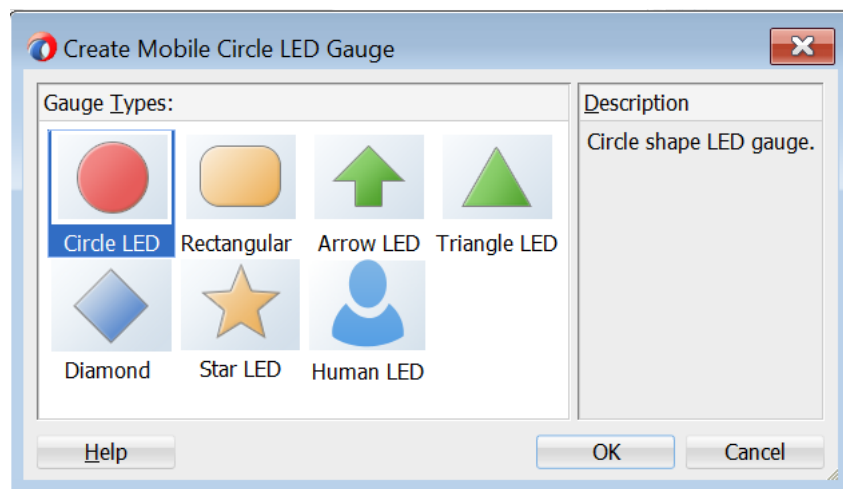 Create Mobile Circle LED Gauge
Gauge Types:
Description
Circle shape LED gauge.
Circle LED
Rectangular
Arrow LED
Triangle LED
Diamond
Star LED
Human LED
Help
OK
Cancel